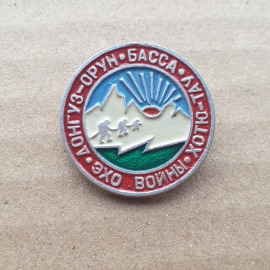 ДОНГУЗ-ОРУН · БАССА · ХОТЮ-ТАУ
ЭХО ВОЙНЫ